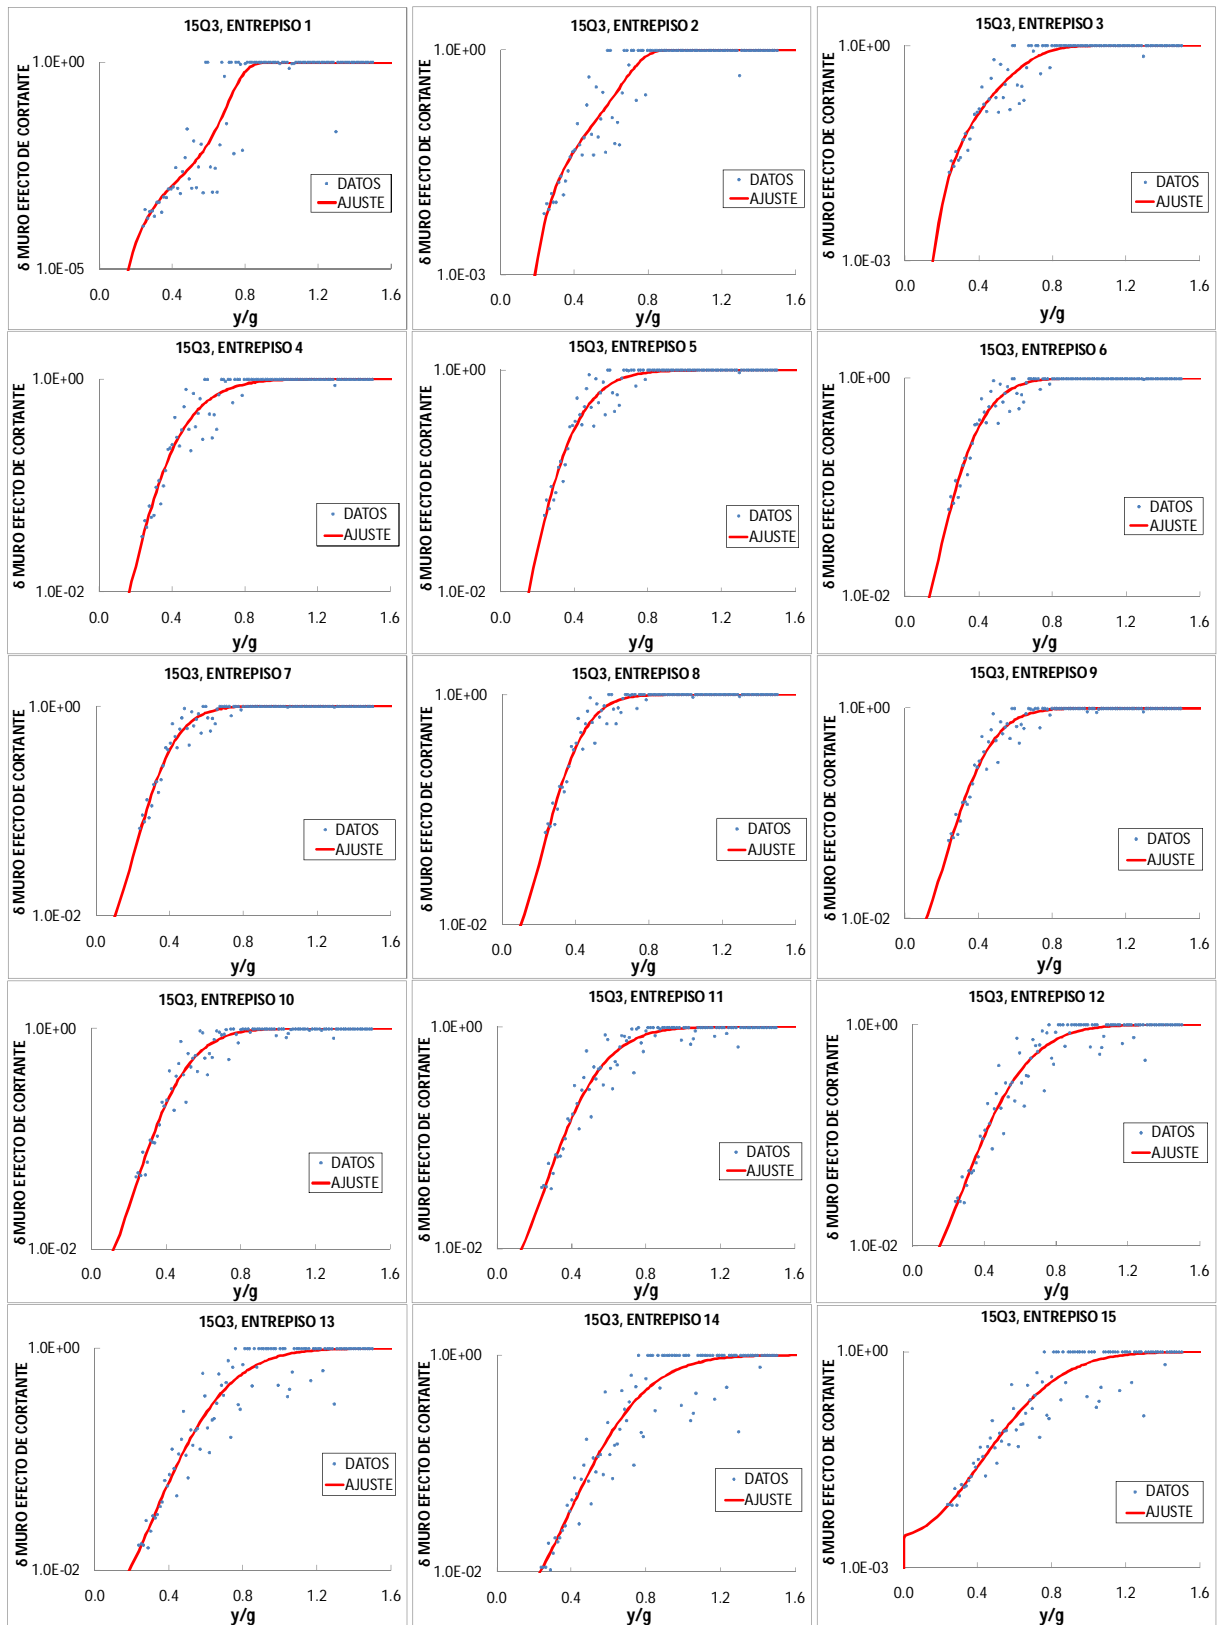 15Q3, ENTREPISO 1
δ MURO EFECTO DE CORTANTE
1.0E+00
1.0E-05
0.0 0.4 0.8 1.2 1.6
y/g
DATOS
AJUSTE
15Q3, ENTREPISO 2
δ MURO EFECTO DE CORTANTE
1.0E+00
1.0E-03
0.0 0.4 0.8 1.2 1.6
y/g
DATOS
AJUSTE
15Q3, ENTREPISO 3
δ MURO EFECTO DE CORTANTE
1.0E+00
1.0E-03
0.0 0.4 0.8 1.2 1.6
y/g
DATOS
AJUSTE
15Q3, ENTREPISO 4
δ MURO EFECTO DE CORTANTE
1.0E+00
1.0E-02
0.0 0.4 0.8 1.2 1.6
y/g
DATOS
AJUSTE
15Q3, ENTREPISO 5
δ MURO EFECTO DE CORTANTE
1.0E+00
1.0E-02
0.0 0.4 0.8 1.2 1.6
y/g
DATOS
AJUSTE
15Q3, ENTREPISO 6
δ MURO EFECTO DE CORTANTE
1.0E+00
1.0E-02
0.0 0.4 0.8 1.2 1.6
y/g
DATOS
AJUSTE
15Q3, ENTREPISO 7
δ MURO EFECTO DE CORTANTE
1.0E+00
1.0E-02
0.0 0.4 0.8 1.2 1.6
y/g
DATOS
AJUSTE
15Q3, ENTREPISO 8
δ MURO EFECTO DE CORTANTE
1.0E+00
1.0E-02
0.0 0.4 0.8 1.2 1.6
y/g
DATOS
AJUSTE
15Q3, ENTREPISO 9
δ MURO EFECTO DE CORTANTE
1.0E+00
1.0E-02
0.0 0.4 0.8 1.2 1.6
y/g
DATOS
AJUSTE
15Q3, ENTREPISO 10
δ MURO EFECTO DE CORTANTE
1.0E+00
1.0E-02
0.0 0.4 0.8 1.2 1.6
y/g
DATOS
AJUSTE
15Q3, ENTREPISO 11
δ MURO EFECTO DE CORTANTE
1.0E+00
1.0E-02
0.0 0.4 0.8 1.2 1.6
y/g
DATOS
AJUSTE
15Q3, ENTREPISO 12
δ MURO EFECTO DE CORTANTE
1.0E+00
1.0E-02
0.0 0.4 0.8 1.2 1.6
y/g
DATOS
AJUSTE
15Q3, ENTREPISO 13
δ MURO EFECTO DE CORTANTE
1.0E+00
1.0E-02
0.0 0.4 0.8 1.2 1.6
y/g
DATOS
AJUSTE
15Q3, ENTREPISO 14
δ MURO EFECTO DE CORTANTE
1.0E+00
1.0E-02
0.0 0.4 0.8 1.2 1.6
y/g
DATOS
AJUSTE
15Q3, ENTREPISO 15
δ MURO EFECTO DE CORTANTE
1.0E+00
1.0E-03
0.0 0.4 0.8 1.2 1.6
y/g
DATOS
AJUSTE